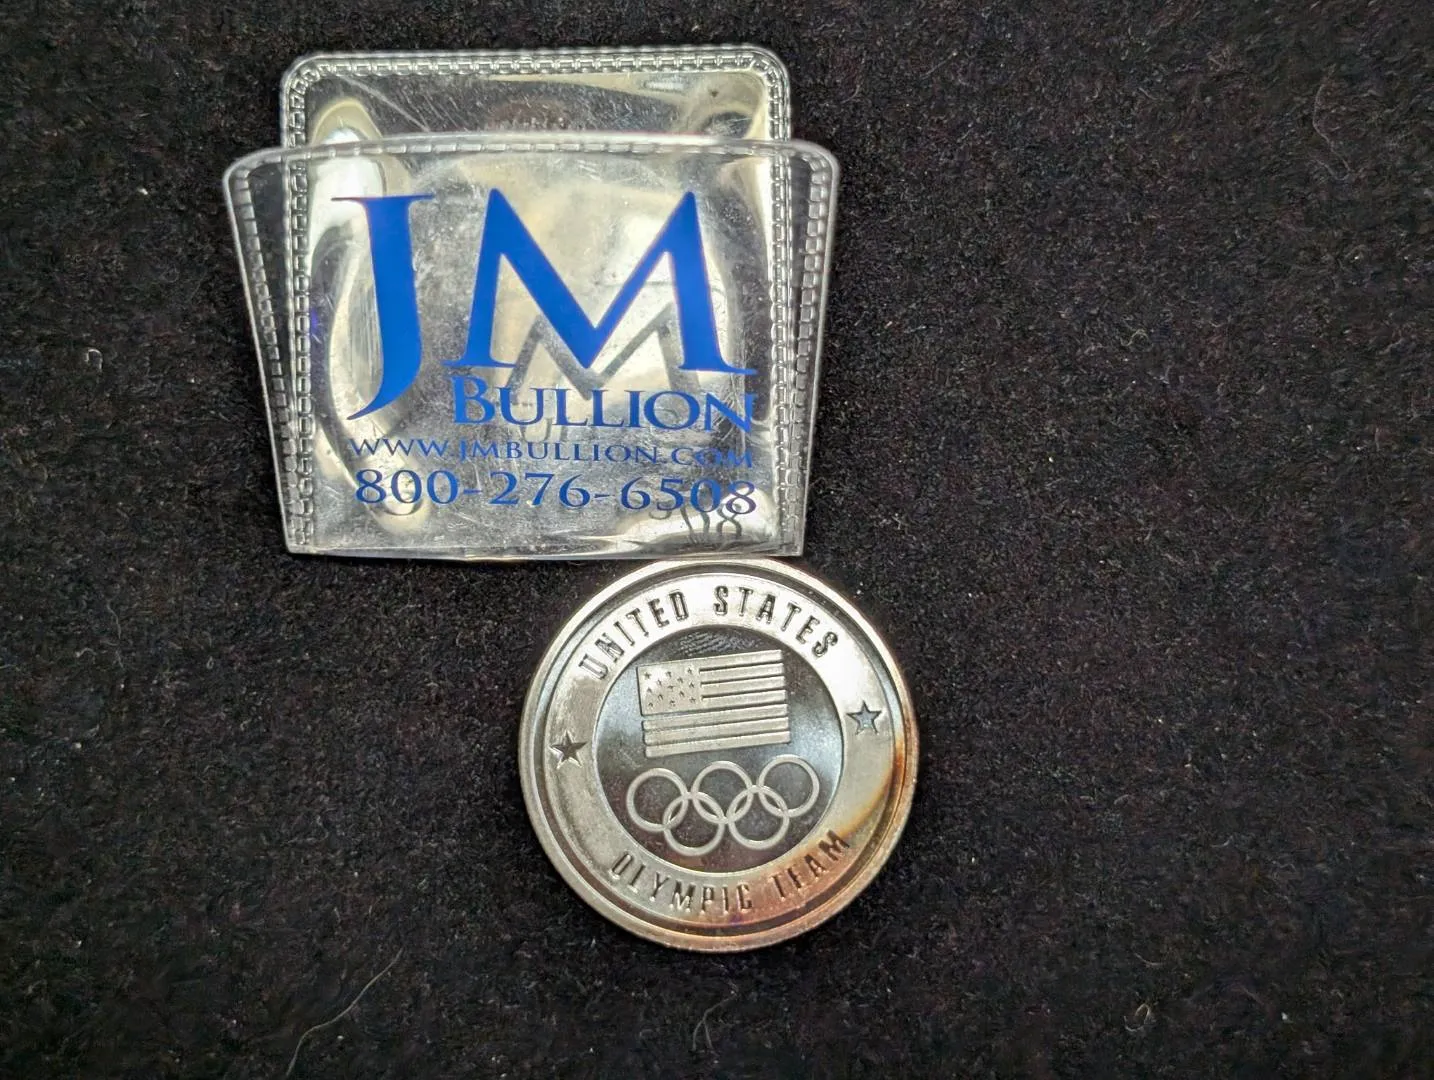 JM
BULLION
WWW.JMBULLION.COM
800-276-6508
UNITED STATES
OLYMPIC TEAM